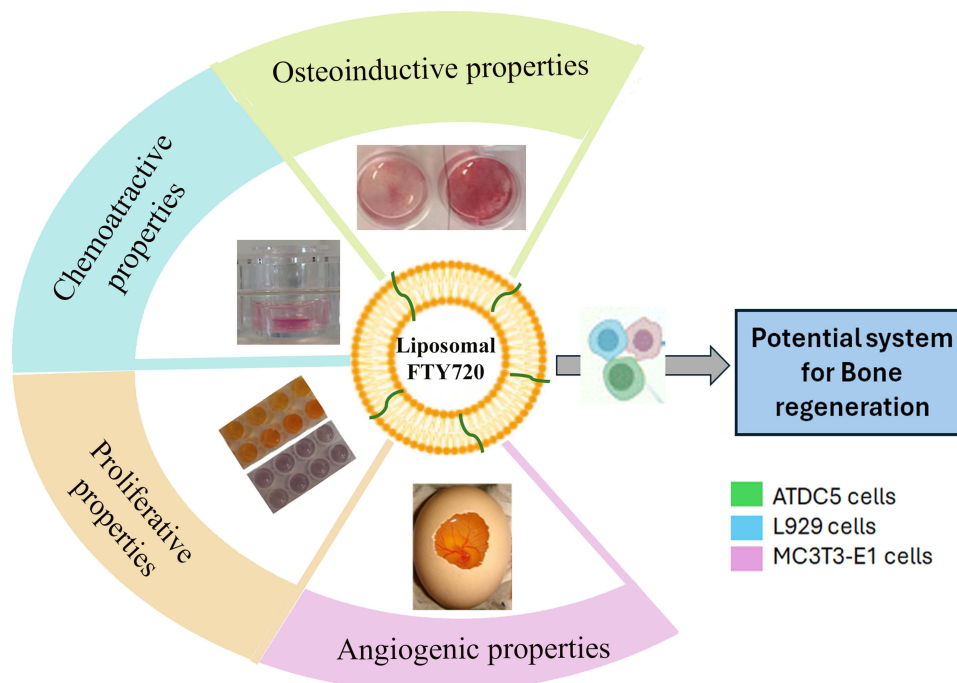 Osteoinductive properties
Chemoatractive
properties
Liposomal
FTY720
Potential system
for Bone
regeneration
Proliferative
properties
ATDC5 cells
L929 cells
MC3T3-E1 cells
Angiogenic properties